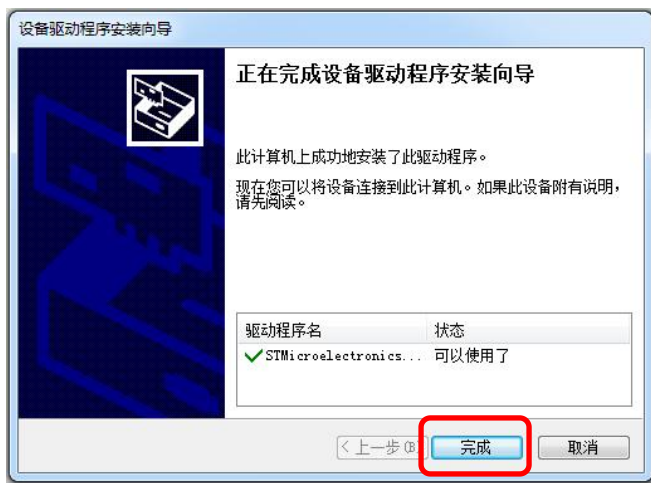 设备驱动程序安装向导
正在完成设备驱动程序安装向导
此计算机上成功地安装了此驱动程序。
现在您可以将设备连接到此计算机。如果此设备附有说明，
请先阅读。
驱动程序名 状态
STMicroelectronics... 可以使用了
<上一步(B) 完成 取消